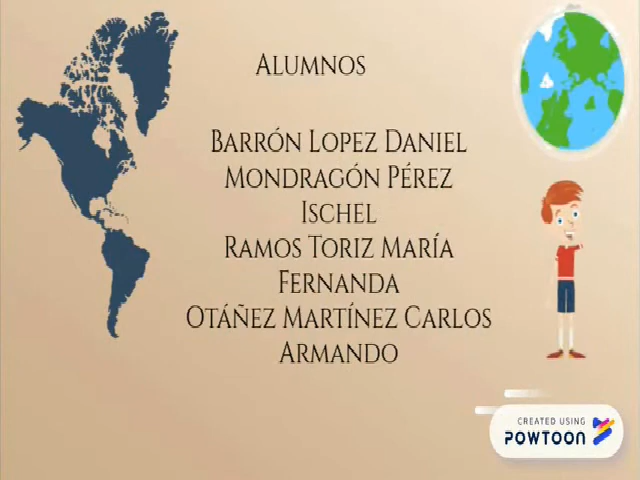 ALUMNOS
BARRÓN LOPEZ DANIEL
MONDRAGÓN PÉREZ
ISCHEL
RAMOS TORIZ MARÍA
FERNANDA
OTÁÑEZ MARTÍNEZ CARLOS
ARMANDO
CREATED USING
POWTOON